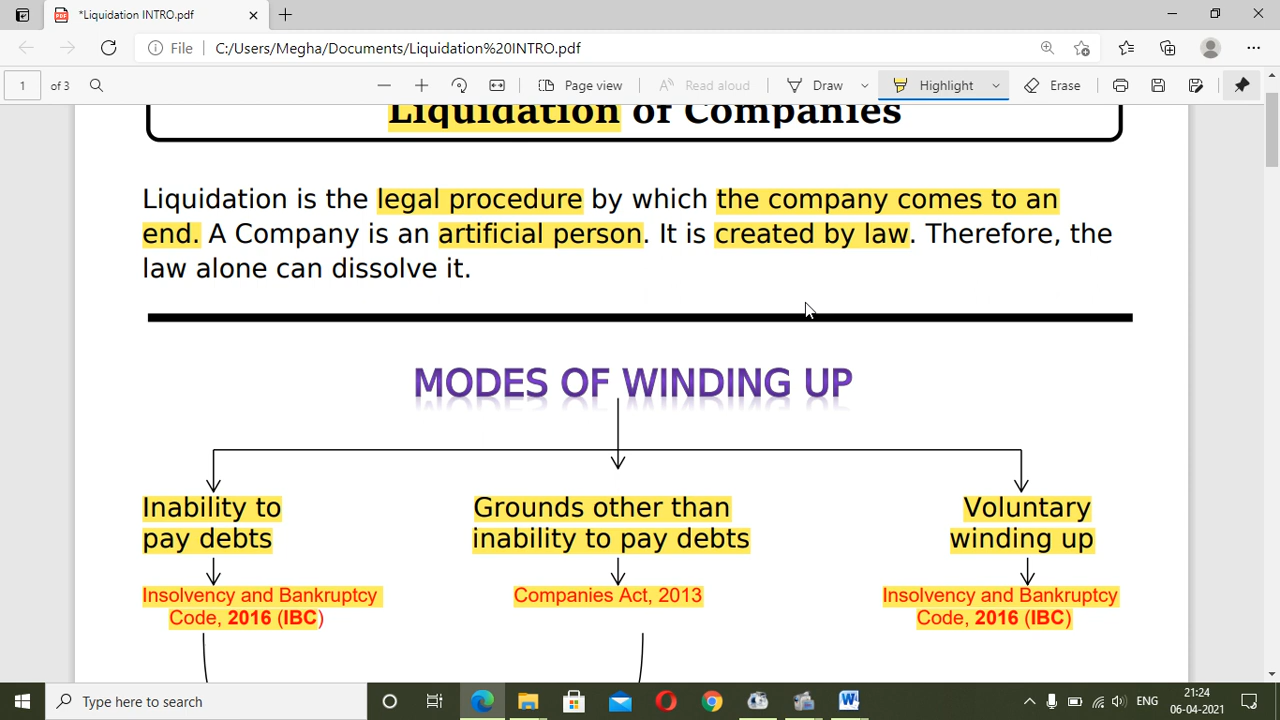 *Liquidation INTRO.pdf
File
C:/Users/Megha/Documents/Liquidation%20INTRO.pdf
1 of 3
Page view
Read aloud
Draw
Highlight
Erase
Liquidation of Companies
Liquidation is the legal procedure by which the company comes to an
end. A Company is an artificial person. It is created by law. Therefore, the
law alone can dissolve it.
MODES OF WINDING UP
Inability to
pay debts
Insolvency and Bankruptcy
Code, 2016 (IBC)
Grounds other than
inability to pay debts
Companies Act, 2013
Voluntary
winding up
Insolvency and Bankruptcy
Code, 2016 (IBC)
Type here to search
ENG
21:24
06-04-2021